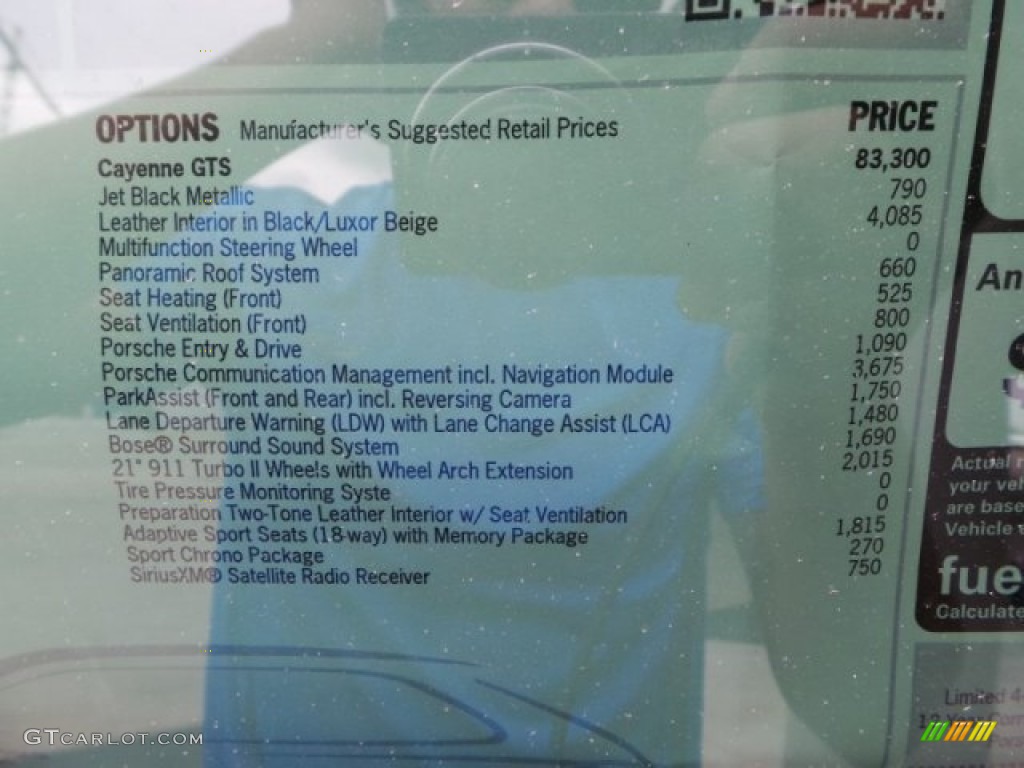 OPTIONS Manufacturer's Suggested Retail Prices PRICE
Cayenne GTS 83,300
Jet Black Metallic 790
Leather Interior in Black/Luxor Beige 4,085
Multifunction Steering Wheel 0
Panoramic Roof System 660
Seat Heating (Front) 525
Seat Ventilation (Front) 800
Porsche Entry & Drive 1,090
Porsche Communication Management incl. Navigation Module 3,675
ParkAssist (Front and Rear) incl. Reversing Camera 1,750
Lane Departure Warning (LDW) with Lane Change Assist (LCA) 1,480
Bose® Surround Sound System 1,690
21" 911 Turbo II Wheels with Wheel Arch Extension 2,015
Tire Pressure Monitoring Syste 0
Preparation Two-Tone Leather Interior w/ Seat Ventilation 0
Adaptive Sport Seats (18-way) with Memory Package 1,815
Sport Chrono Package 270
SiriusXM® Satellite Radio Receiver 750
An
Actual
your veh
are base
Vehicle
fue
Calculate
Limited 4
GTCARLOT.COM